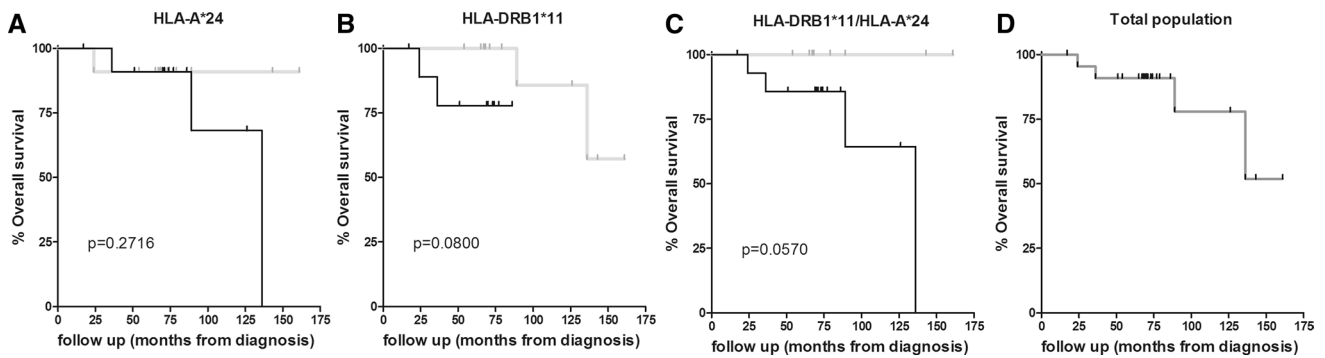 A
HLA-A*24
% Overall survival
100
75
50
25
0
p=0.2716
0 25 50 75 100 125 150 175
follow up (months from diagnosis)
B
HLA-DRB1*11
% Overall survival
100
75
50
25
0
p=0.0800
0 25 50 75 100 125 150 175
follow up (months from diagnosis)
C
HLA-DRB1*11/HLA-A*24
% Overall survival
100
75
50
25
0
p=0.0570
0 25 50 75 100 125 150 175
follow up (months from diagnosis)
D
Total population
% Overall survival
100
75
50
25
0
0 25 50 75 100 125 150 175
follow up (months from diagnosis)